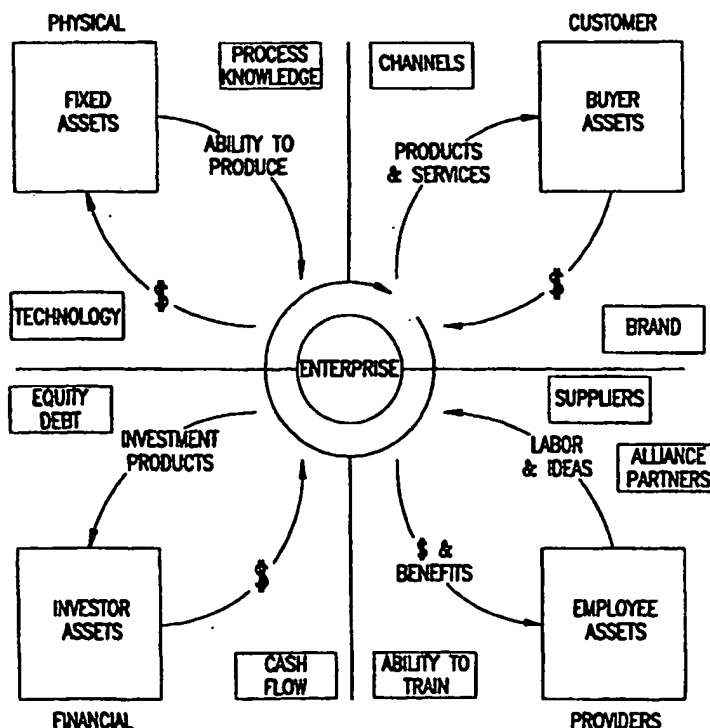 PHYSICAL
CUSTOMER
FIXED
ASSETS
PROCESS
KNOWLEDGE
CHANNELS
BUYER
ASSETS
ABILITY TO
PRODUCE
PRODUCTS
& SERVICES
$
$
TECHNOLOGY
BRAND
ENTERPRISE
EQUITY
DEBT
SUPPLIERS
INVESTMENT
PRODUCTS
LABOR
& IDEAS
ALLIANCE
PARTNERS
$
$ &
BENEFITS
INVESTOR
ASSETS
EMPLOYEE
ASSETS
CASH
FLOW
ABILITY TO
TRAIN
FINANCIAL
PROVIDERS